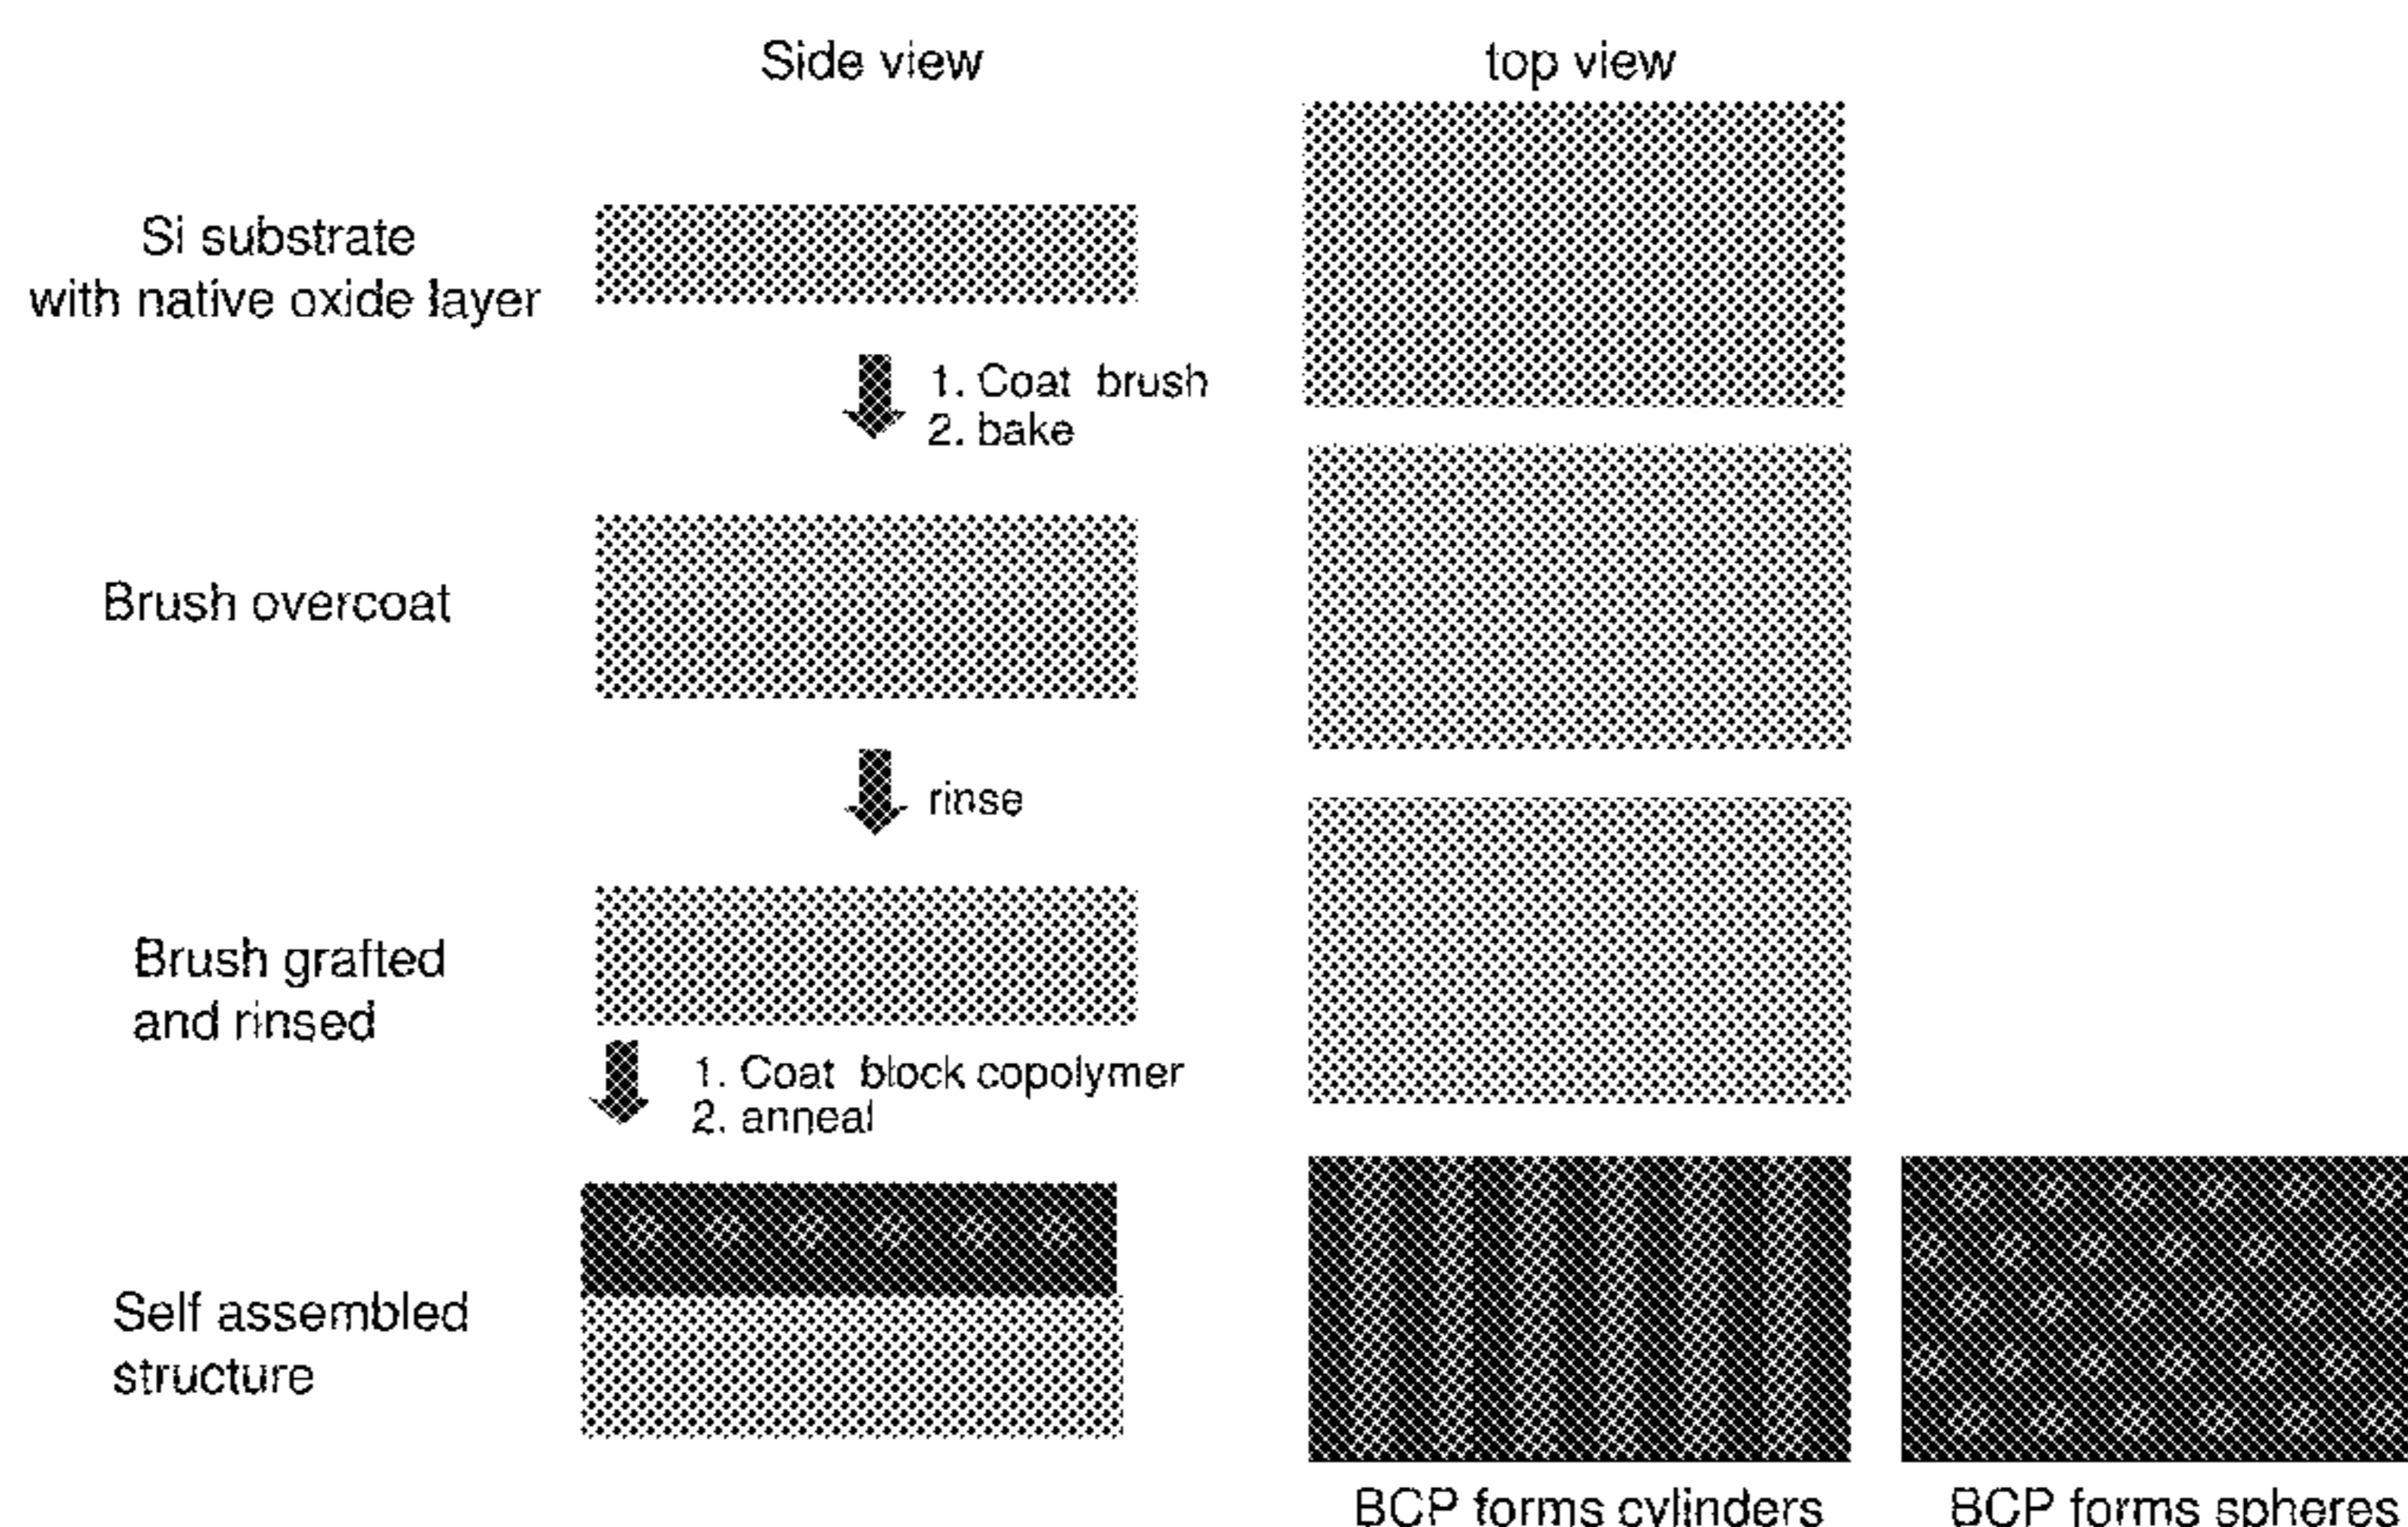 Side view
top view
Si substrate
with native oxide layer
1. Coat brush
2. bake
Brush overcoat
rinse
Brush grafted
and rinsed
1. Coat block copolymer
2. anneal
Self assembled
structure
BCP forms cylinders
BCP forms spheres